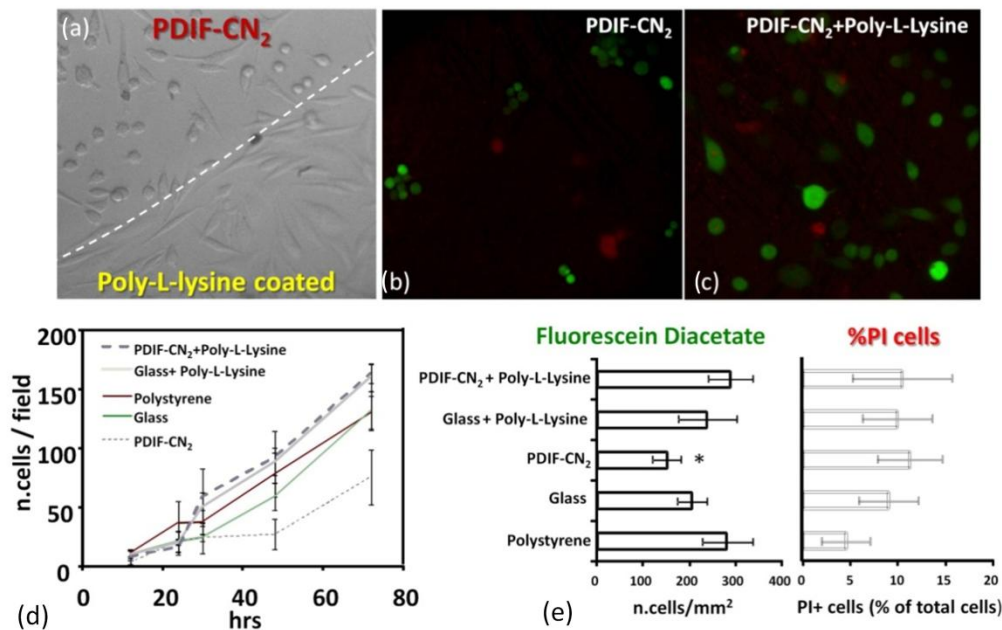 (a)
PDIF-CN₂
Poly-L-lysine coated
PDIF-CN₂
(b)
PDIF-CN₂+Poly-L-Lysine
(c)
200
150
100
50
0
n.cells / field
PDIF-CN₂+Poly-L-Lysine
Glass+ Poly-L-Lysine
Polystyrene
Glass
PDIF-CN₂
0 20 40 60 80
hrs
(d)
Fluorescein Diacetate
%PI cells
PDIF-CN₂ + Poly-L-Lysine
Glass + Poly-L-Lysine
PDIF-CN₂
*
Glass
Polystyrene
0 100 200 300 400
n.cells/mm²
0 5 10 15 20
PI+ cells (% of total cells)
(e)